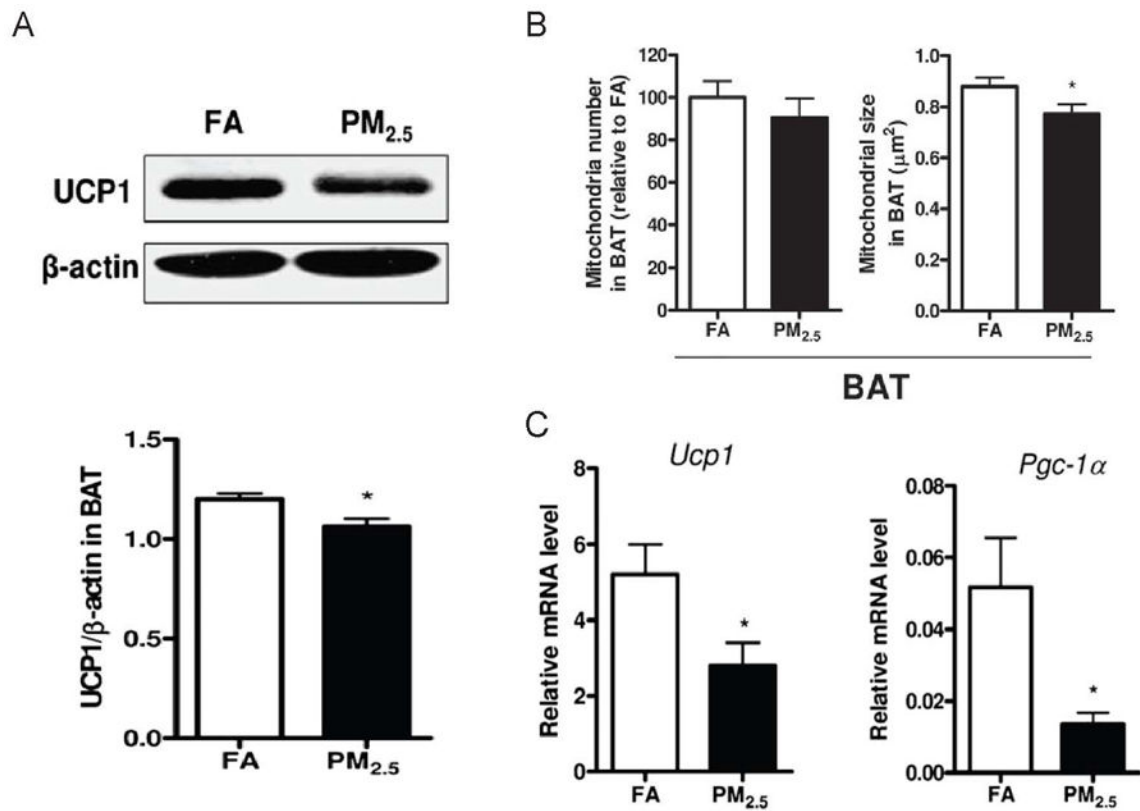 A
FA PM2.5
UCP1
β-actin
UCP1/β-actin in BAT
1.5
1.0
0.5
0.0
FA PM2.5
*
B
Mitochondria number
in BAT (relative to FA)
120
100
80
60
40
20
0
FA PM2.5
Mitochondrial size
in BAT (μm²)
1.0
0.8
0.6
0.4
0.2
0.0
*
FA PM2.5
BAT
C
Ucp1
Relative mRNA level
8
6
4
2
0
*
FA PM2.5
Pgc-1α
Relative mRNA level
0.08
0.06
0.04
0.02
0.00
*
FA PM2.5